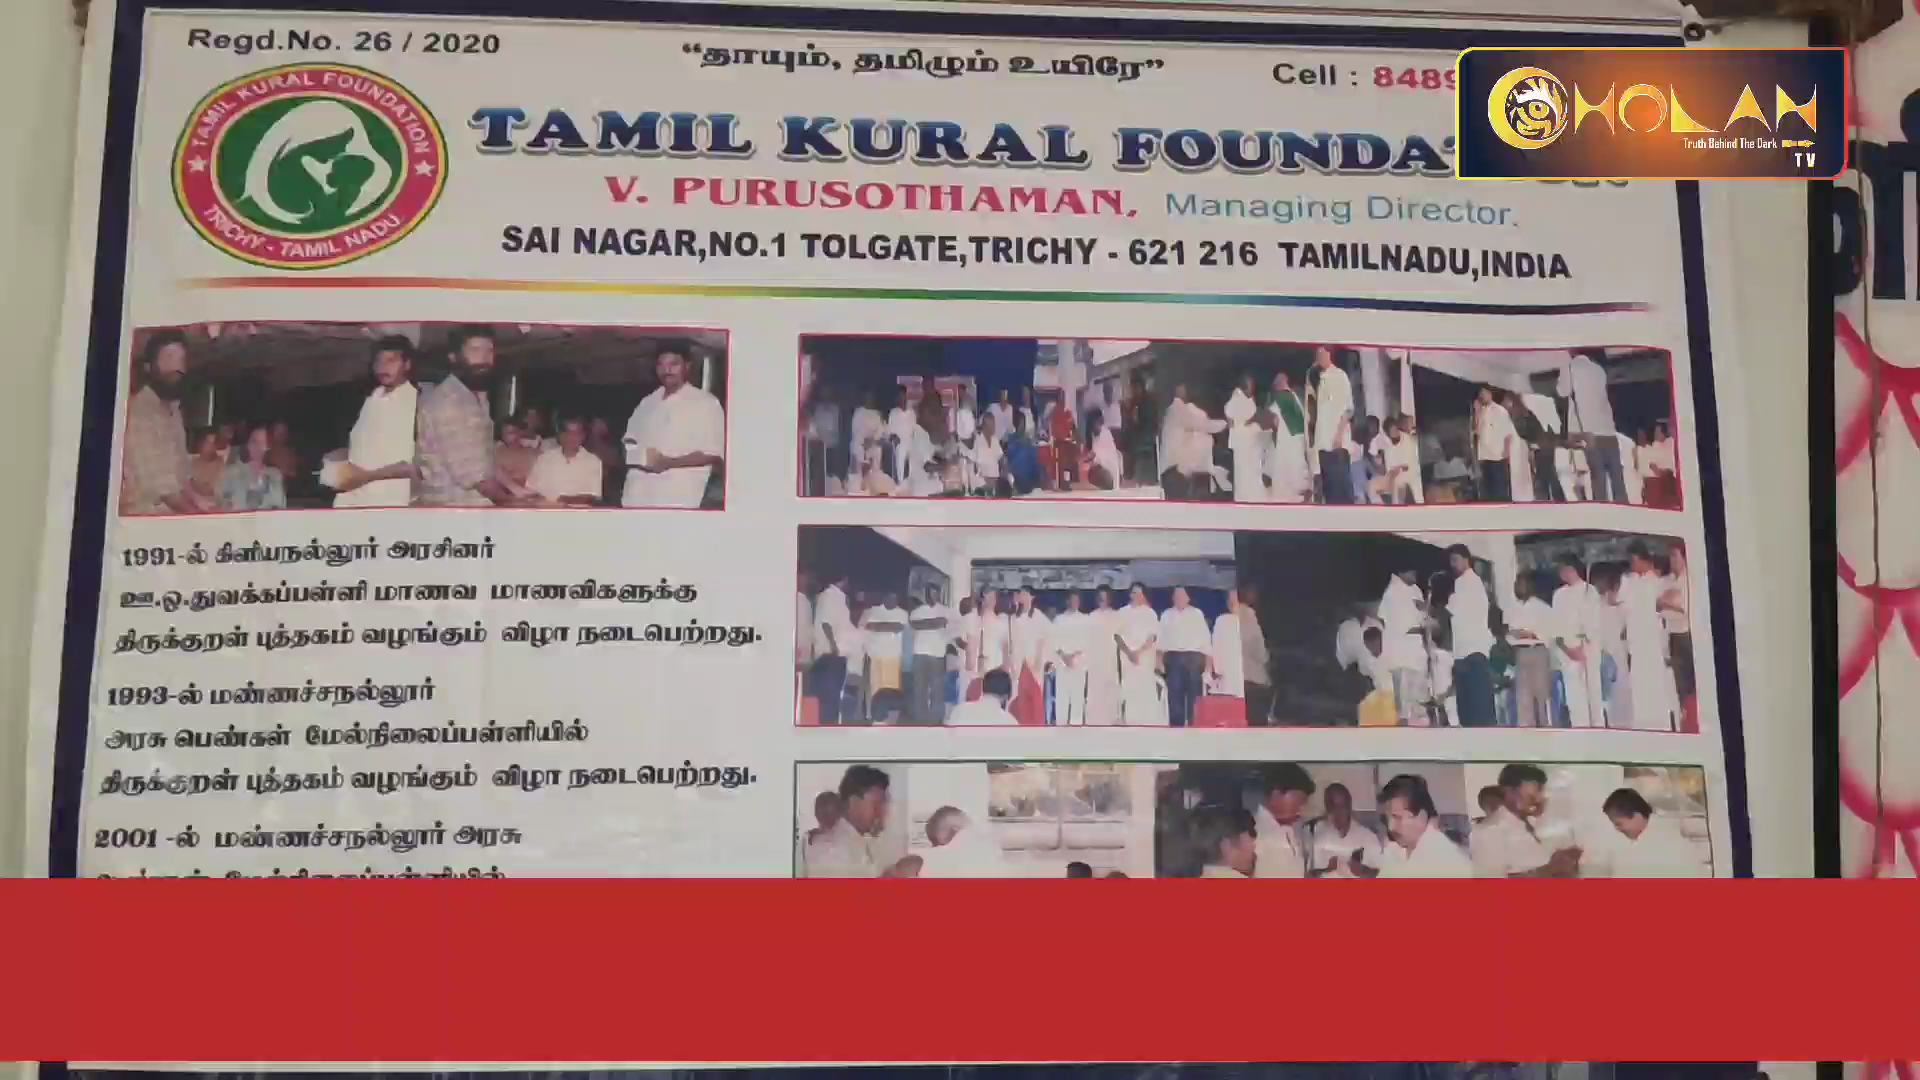 Regd.No. 26 / 2020
“தாயும், தமிழும் உயிரே”
Cell : 8489
CHOLAN
Truth Behind The Dark
TV
TAMIL KURAL FOUNDATION
TRICHY - TAMIL NADU
TAMIL KURAL FOUNDATION
V. PURUSOTHAMAN, Managing Director.
SAI NAGAR,NO.1 TOLGATE,TRICHY - 621 216 TAMILNADU,INDIA
1991-ல் கிளியநல்லூர் அரசினர்
ஊ.ஒ.துவக்கப்பள்ளி மாணவ மாணவிகளுக்கு
திருக்குறள் புத்தகம் வழங்கும் விழா நடைபெற்றது.
1993-ல் மண்ணச்சநல்லூர்
அரசு பெண்கள் மேல்நிலைப்பள்ளியில்
திருக்குறள் புத்தகம் வழங்கும் விழா நடைபெற்றது.
2001 -ல் மண்ணச்சநல்லூர் அரசு